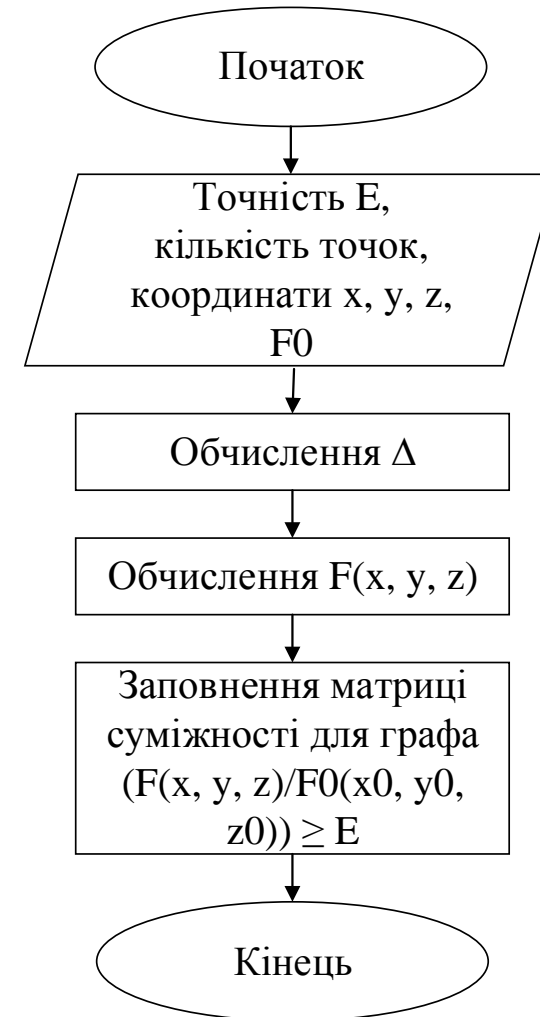 Початок
Точність E,
кількість точок,
координати x, y, z,
F0
Обчислення Δ
Обчислення F(x, y, z)
Заповнення матриці
суміжності для графа
(F(x, y, z)/F0(x0, y0,
z0)) ≥ E
Кінець